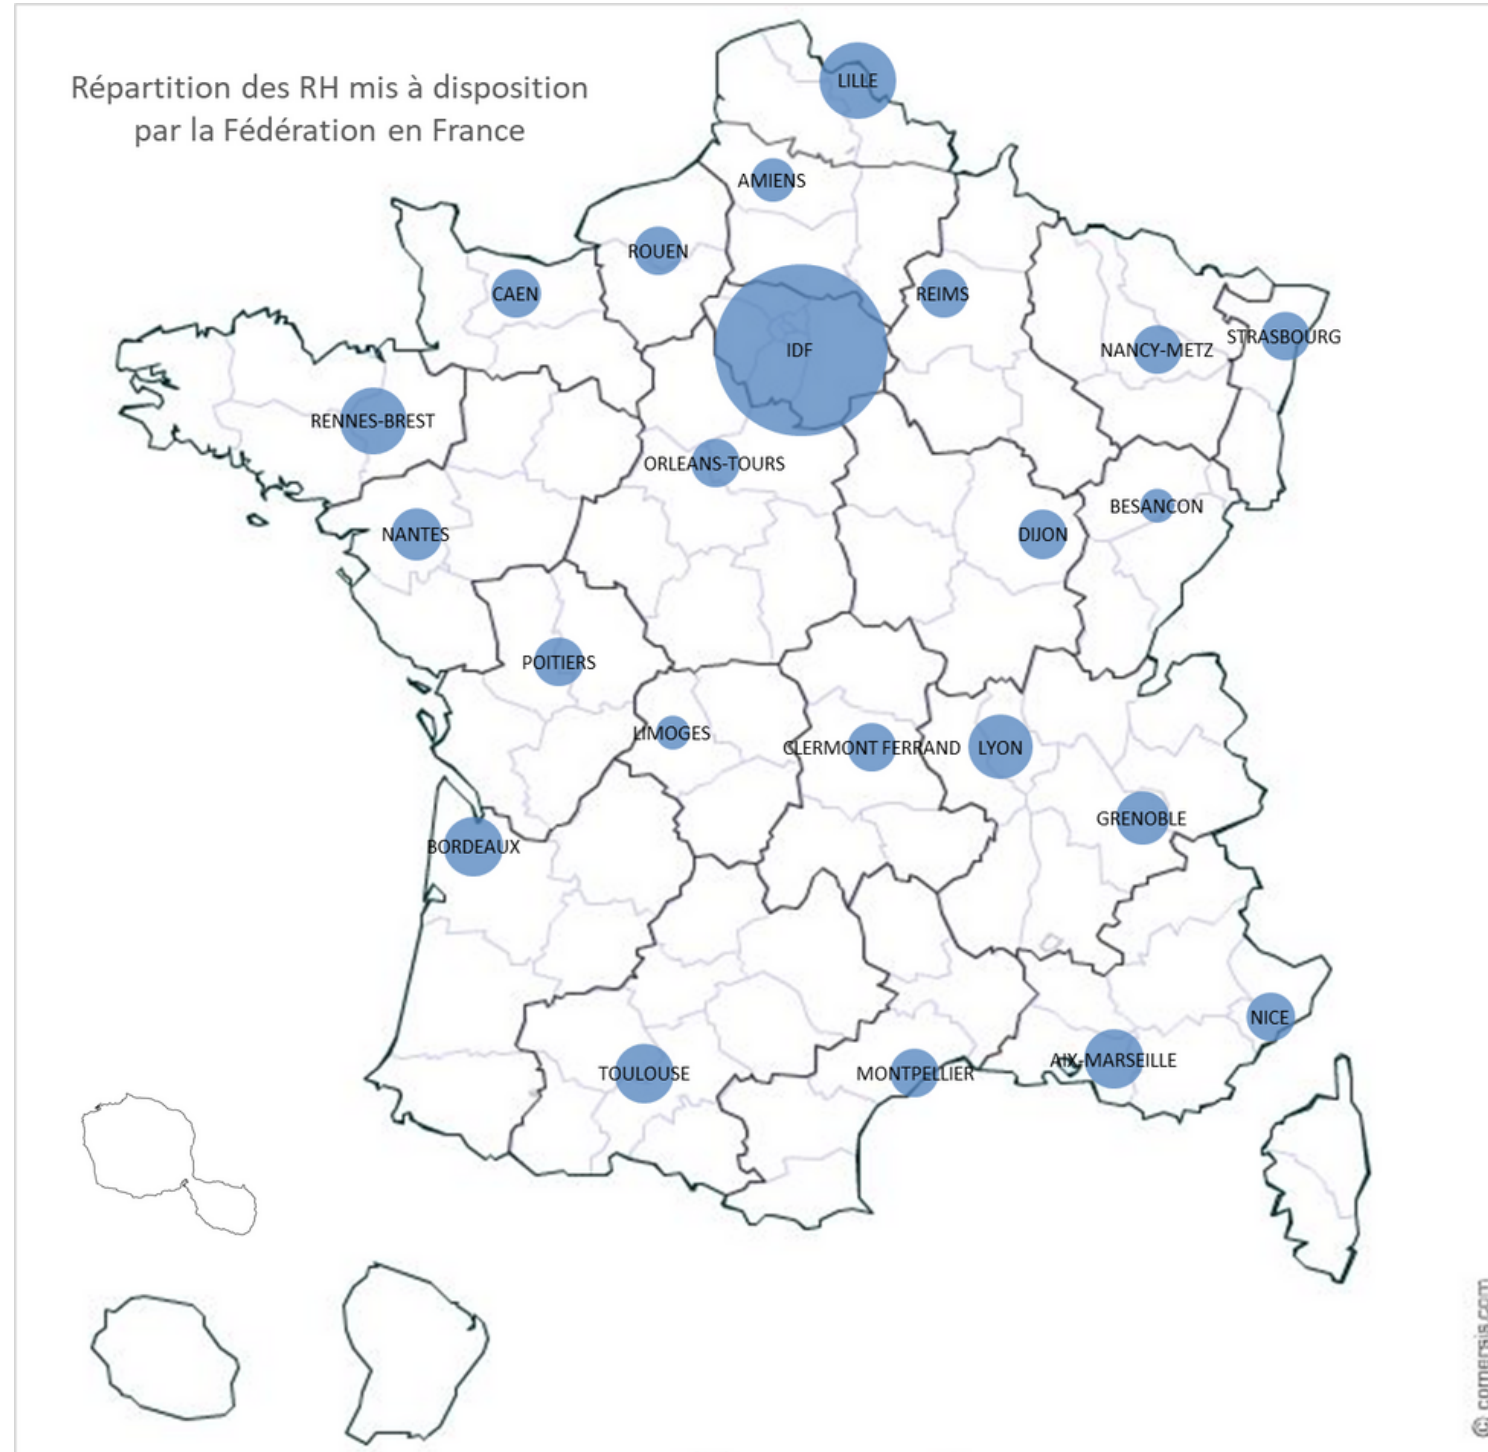 Répartition des RH mis à disposition
par la Fédération en France
LILLE
AMIENS
ROUEN
CAEN
REIMS
STRASBOURG
IDF
NANCY-METZ
RENNES-BREST
ORLEANS-TOURS
BESANCON
NANTES
DIJON
POITIERS
LIMOGES
CLERMONT FERRAND
LYON
GRENOBLE
BORDEAUX
NICE
AIX-MARSEILLE
TOULOUSE
MONTPELLIER
© comersis.com